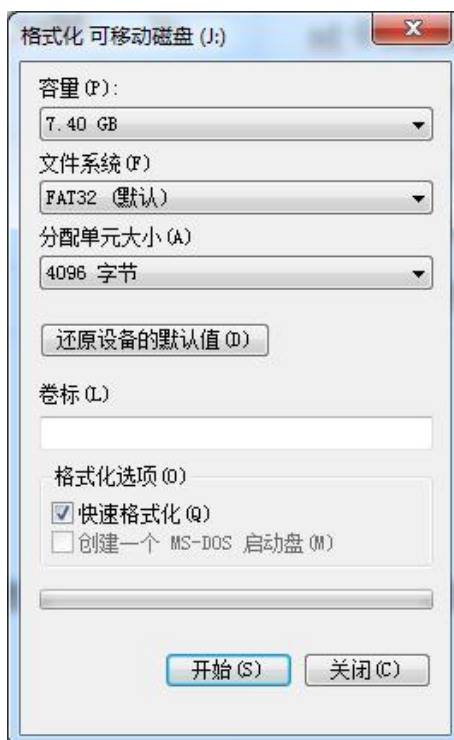 格式化 可移动磁盘 (J:)
容量(P):
7.40 GB
文件系统(F)
FAT32 (默认)
分配单元大小(A)
4096 字节
还原设备的默认值(D)
卷标(L)
格式化选项(O)
快速格式化(Q)
创建一个 MS-DOS 启动盘(M)
开始(S)
关闭(C)